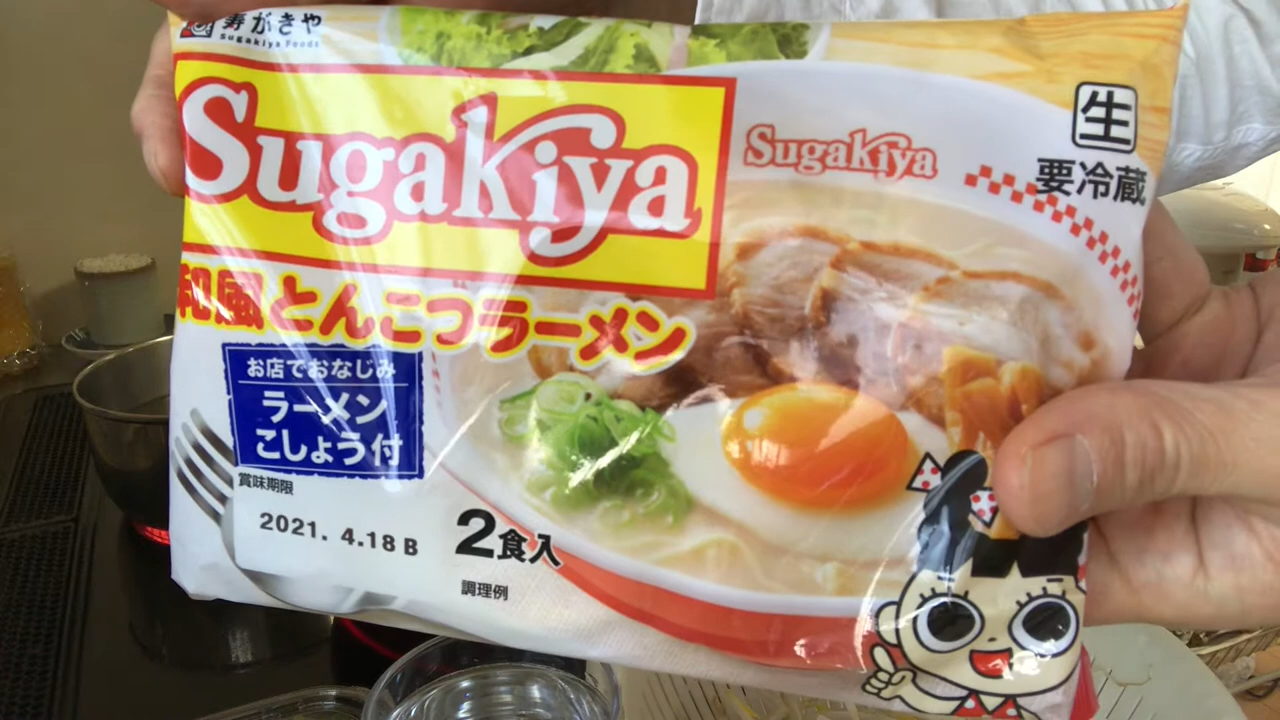 寿がきや
Sugakiya Foods
Sugakiya
Sugakiya
生
要冷蔵
和風とんこつラーメン
お店でおなじみ
ラーメン
こしょう付
賞味期限
2021. 4.18 B
2食入
調理例